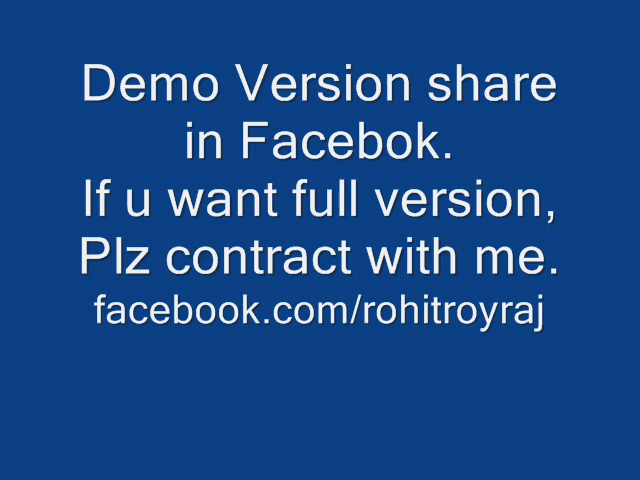 Demo Version share
in Facebok.
If u want full version,
Plz contract with me.
facebook.com/rohitroyraj